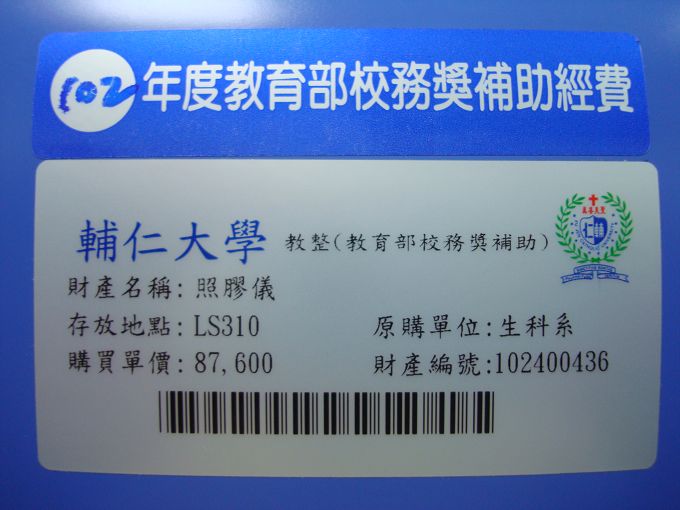 102年度教育部校務獎補助經費
輔仁大學 教整(教育部校務獎補助)
財產名稱: 照膠儀
存放地點: LS310 原購單位: 生科系
購買單價: 87,600 財產編號:102400436